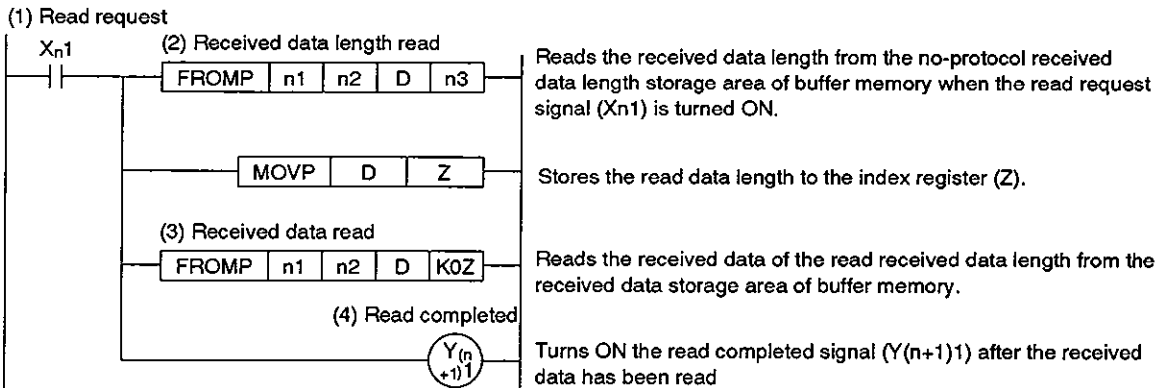 (1) Read request
Xn1
(2) Received data length read
FROMP n1 n2 D n3
Reads the received data length from the no-protocol received
data length storage area of buffer memory when the read request
signal (Xn1) is turned ON.
MOVP D Z
Stores the read data length to the index register (Z).
(3) Received data read
FROMP n1 n2 D K0Z
Reads the received data of the read received data length from the
received data storage area of buffer memory.
(4) Read completed
Y(n
+1)1
Turns ON the read completed signal (Y(n+1)1) after the received
data has been read